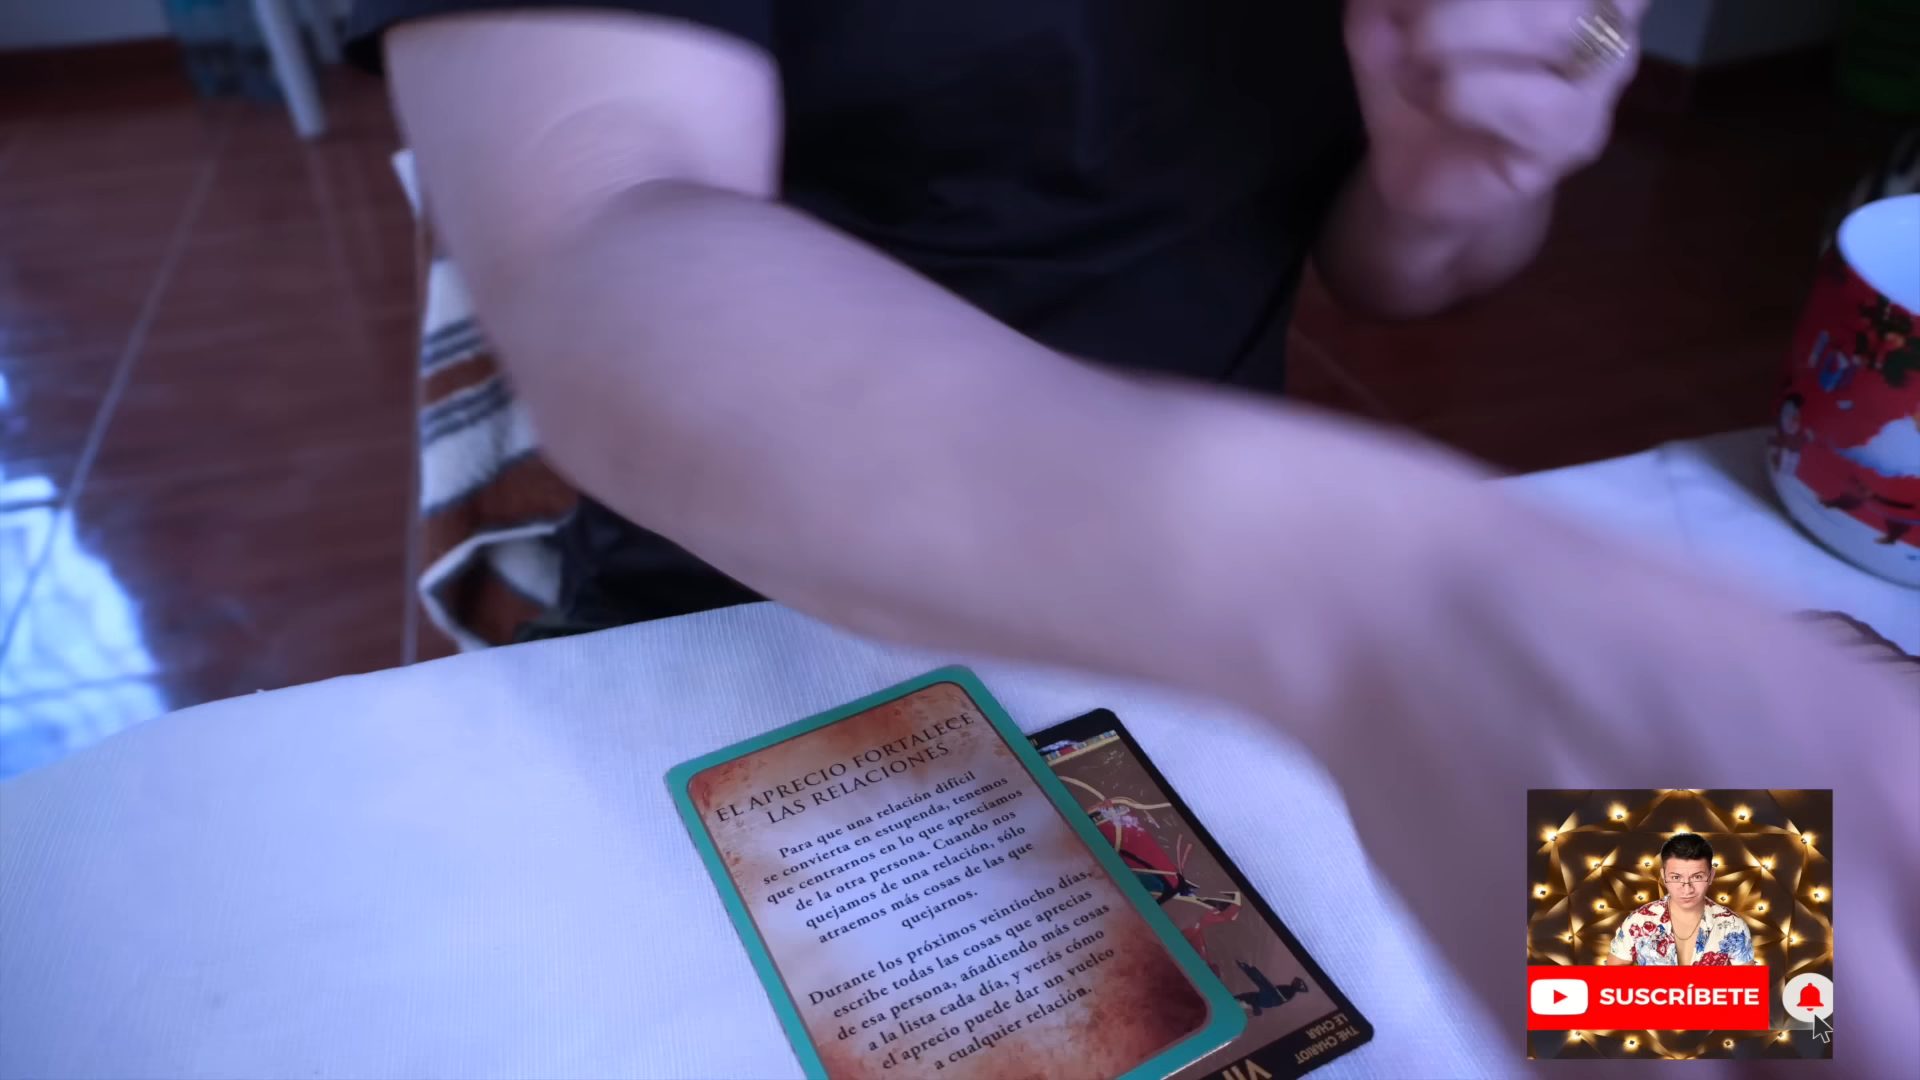 EL APRECIO FORTALECE
LAS RELACIONES
Para que una relación difícil
se convierta en estupenda, tenemos
que centrarnos en lo que apreciamos
de la otra persona. Cuando nos
quejamos de una relación, sólo
atraemos más cosas de las que
quejarnos.
Durante los próximos veintiocho días,
escribe todas las cosas que aprecias
de esa persona, añadiendo más cosas
a la lista cada día, y verás cómo
el aprecio puede dar un vuelco
a cualquier relación.
THE CHARIOT
LE CHAR
VII
SUSCRÍBETE